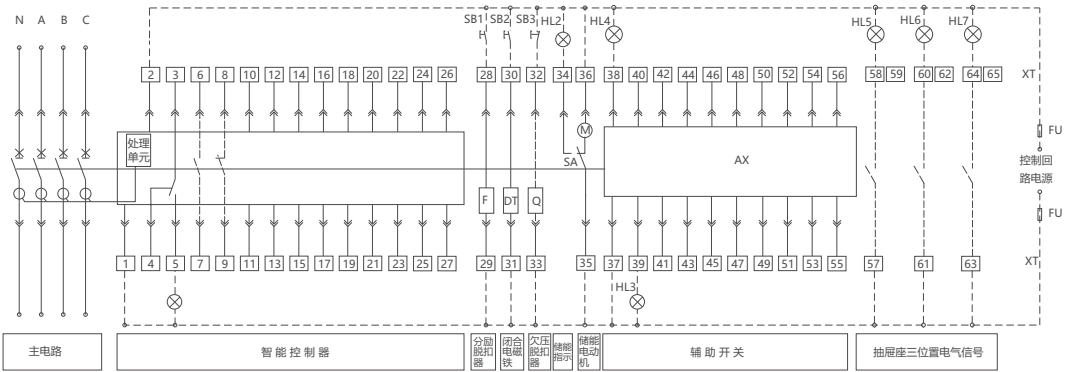 N A B C SB1 SB2 SB3 HL2 HL4 HL5 HL6 HL7
2 3 6 8 10 12 14 16 18 20 22 24 26 28 30 32 34 36 38 40 42 44 46 48 50 52 54 56 58 59 60 62 64 65 XT
FU
M
处理
单元
SA
AX
控制回
路电源
F DT Q
FU
1 4 5 7 9 11 13 15 17 19 21 23 25 27 29 31 33 35 37 39 41 43 45 47 49 51 53 55 57 61 63 XT
HL3
主电路
智能控制器
分励
脱扣
器
闭合
电磁
铁
欠压
脱扣
器
储能
指示
储能
电动
机
辅助开关
抽屉座三位置电气信号